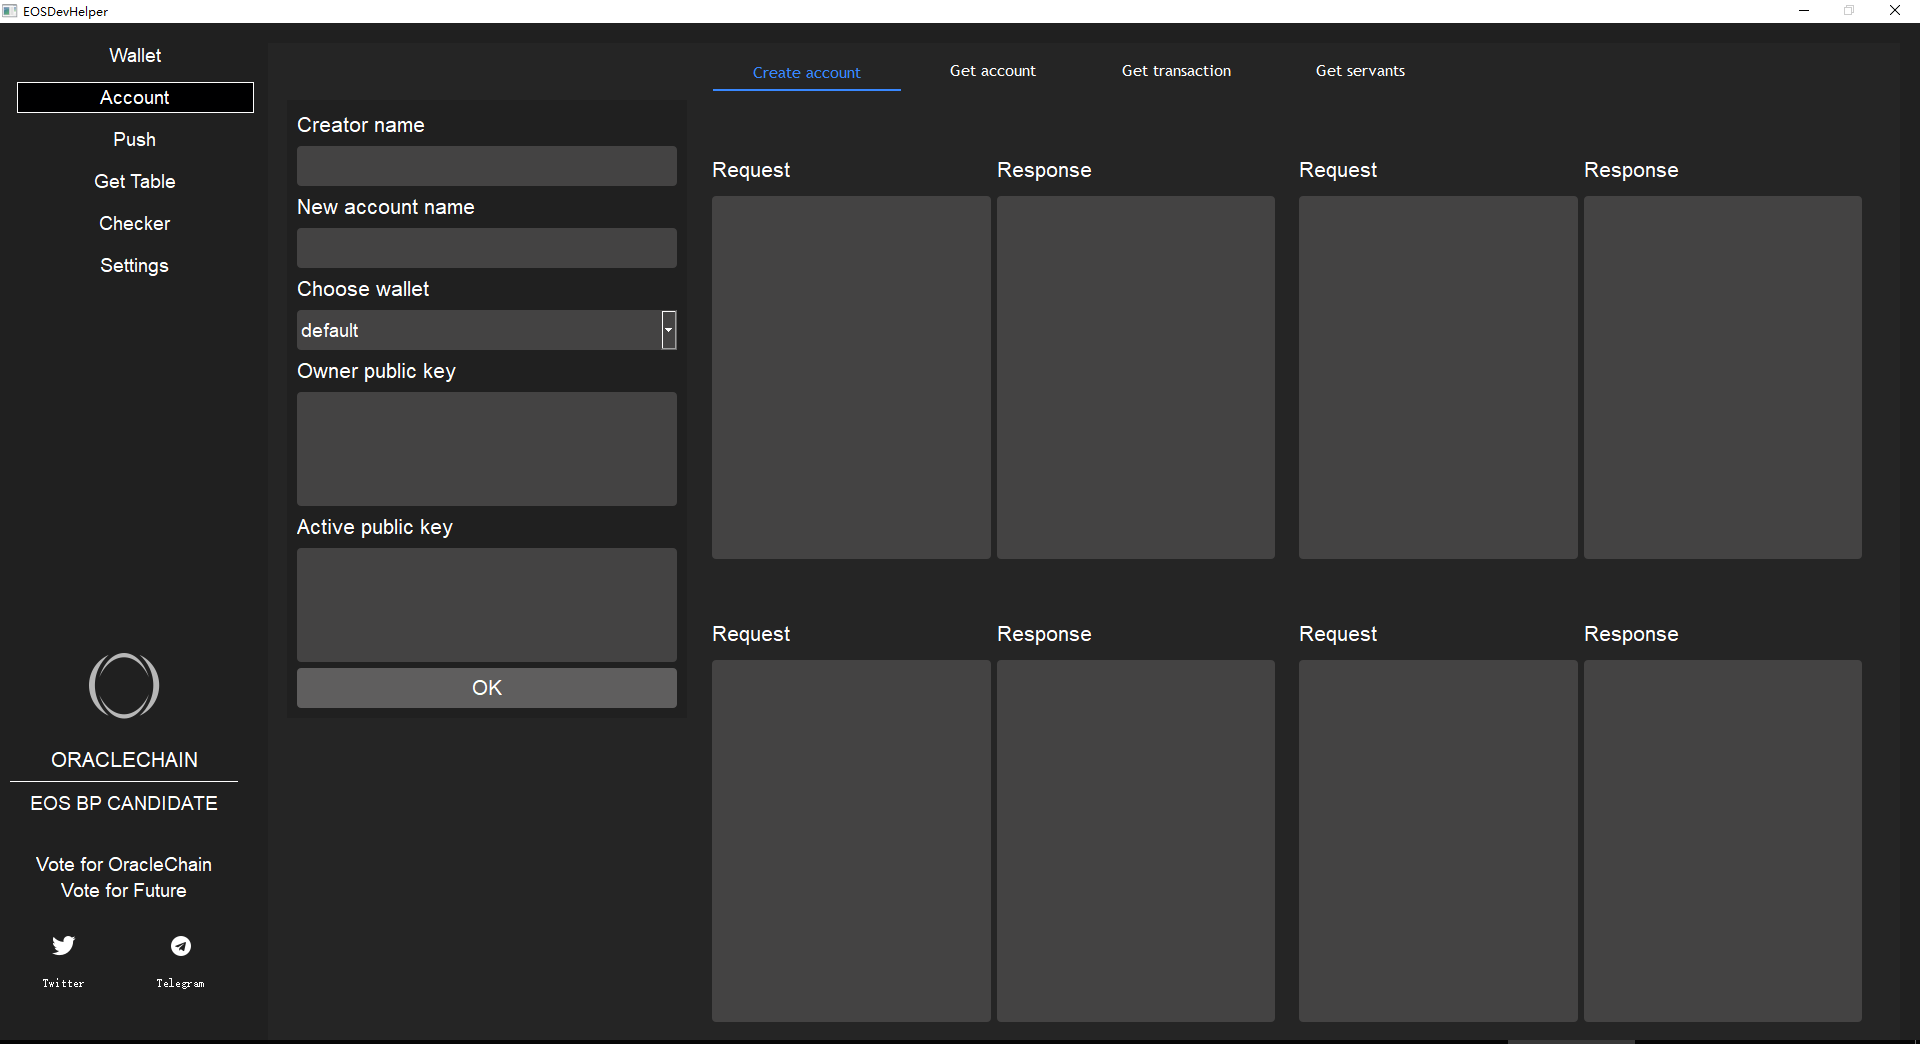 EOSDevHelper
Wallet
Account
Push
Get Table
Checker
Settings
ORACLECHAIN
EOS BP CANDIDATE
Vote for OracleChain
Vote for Future
Twitter
Telegram
Create account
Get account
Get transaction
Get servants
Creator name
New account name
Choose wallet
default
Owner public key
Active public key
OK
Request
Response
Request
Response
Request
Response
Request
Response